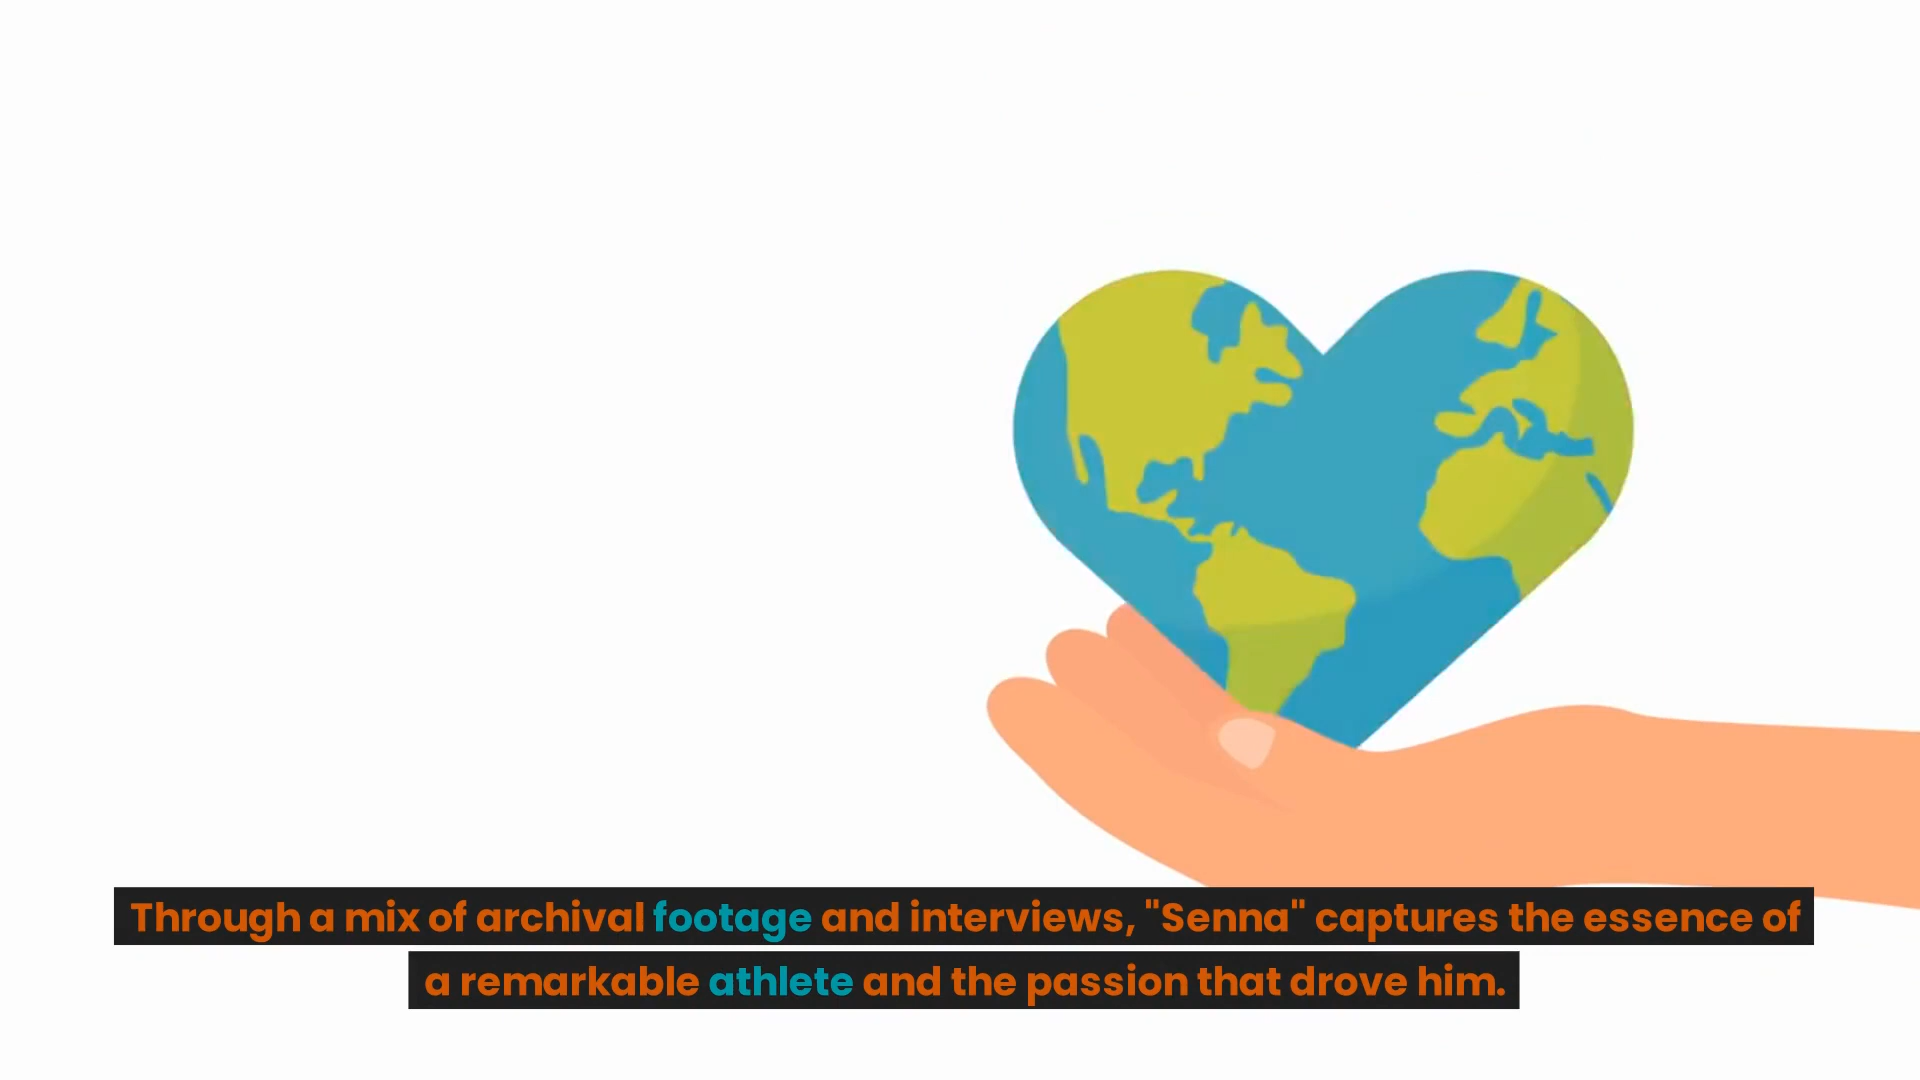 Through a mix of archival footage and interviews, "Senna" captures the essence of
a remarkable athlete and the passion that drove him.